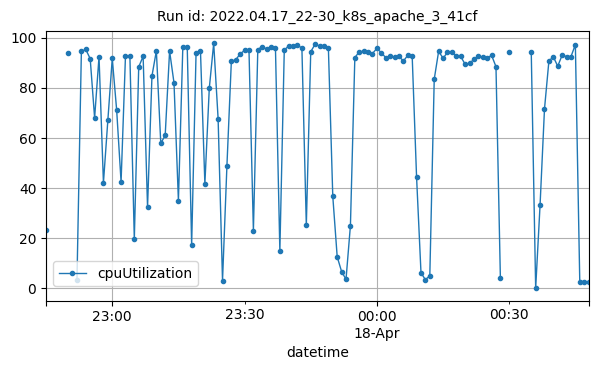 Run id: 2022.04.17_22-30_k8s_apache_3_41cf
100
80
60
40
20
0
cpuUtilization
23:00 23:30 00:00 00:30
18-Apr
datetime